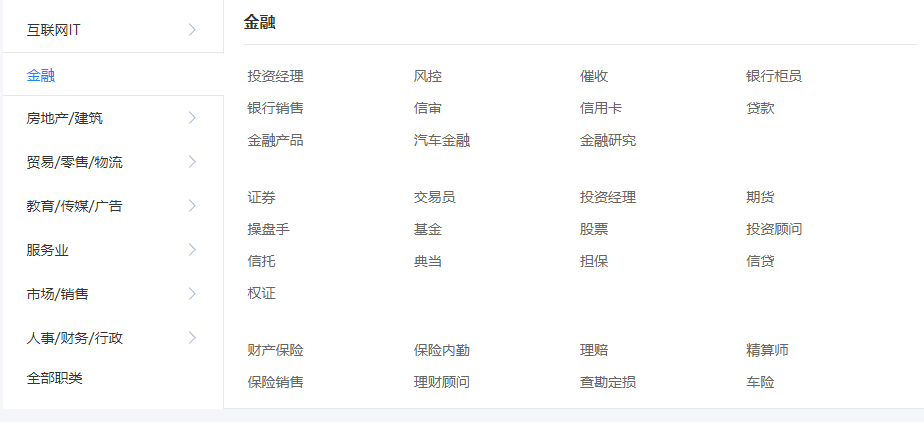 互联网IT
金融
房地产/建筑
贸易/零售/物流
教育/传媒/广告
服务业
市场/销售
人事/财务/行政
全部职类
金融
投资经理 风控 催收 银行柜员
银行销售 信审 信用卡 贷款
金融产品 汽车金融 金融研究
证券 交易员 投资经理 期货
操盘手 基金 股票 投资顾问
信托 典当 担保 信贷
权证
财产保险 保险内勤 理赔 精算师
保险销售 理财顾问 查勘定损 车险